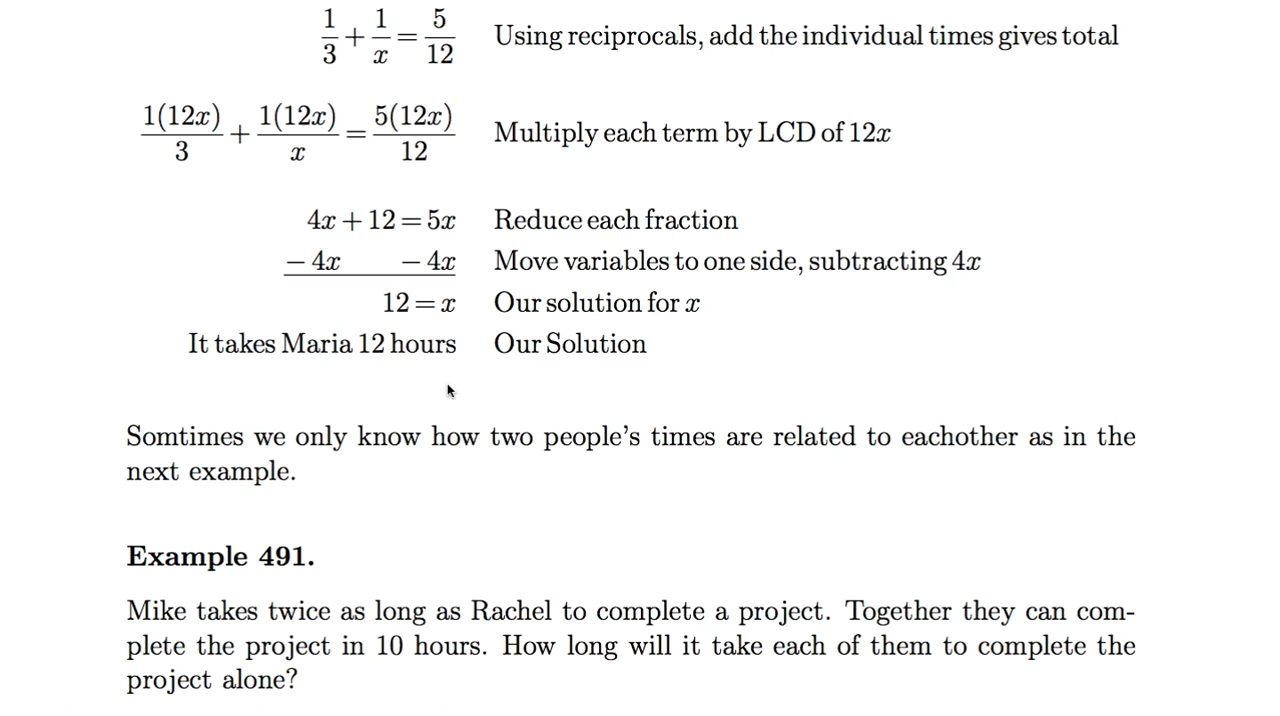 1/3 + 1/x = 5/12 Using reciprocals, add the individual times gives total
1(12x)/3 + 1(12x)/x = 5(12x)/12 Multiply each term by LCD of 12x
4x + 12 = 5x Reduce each fraction
− 4x − 4x Move variables to one side, subtracting 4x
12 = x Our solution for x
It takes Maria 12 hours Our Solution
Somtimes we only know how two people's times are related to eachother as in the
next example.
Example 491.
Mike takes twice as long as Rachel to complete a project. Together they can com-
plete the project in 10 hours. How long will it take each of them to complete the
project alone?